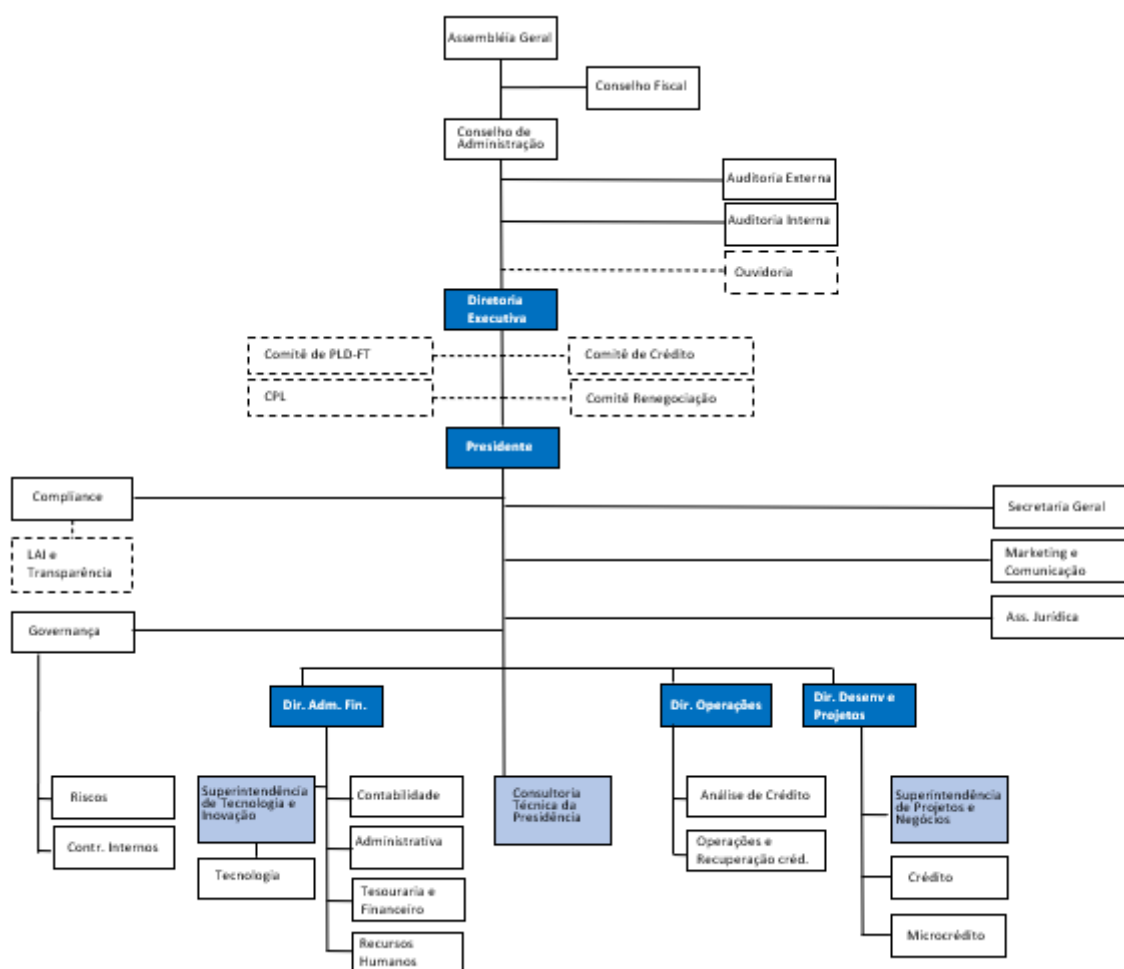 Assembléia Geral
Conselho Fiscal
Conselho de
Administração
Auditoria Externa
Auditoria Interna
Ouvidoria
Diretoria
Executiva
Comitê de PLD-FT
Comitê de Crédito
CPL
Comitê Renegociação
Presidente
Compliance
Secretaria Geral
LAI e
Transparência
Marketing e
Comunicação
Governança
Ass. Jurídica
Dir. Adm. Fin.
Dir. Operações
Dir. Desenv e
Projetos
Riscos
Contr. Internos
Superintendência
de Tecnologia e
Inovação
Tecnologia
Contabilidade
Administrativa
Tesouraria e
Financeiro
Recursos
Humanos
Consultoria
Técnica da
Presidência
Análise de Crédito
Operações e
Recuperação créd.
Superintendência
de Projetos e
Negócios
Crédito
Microcrédito